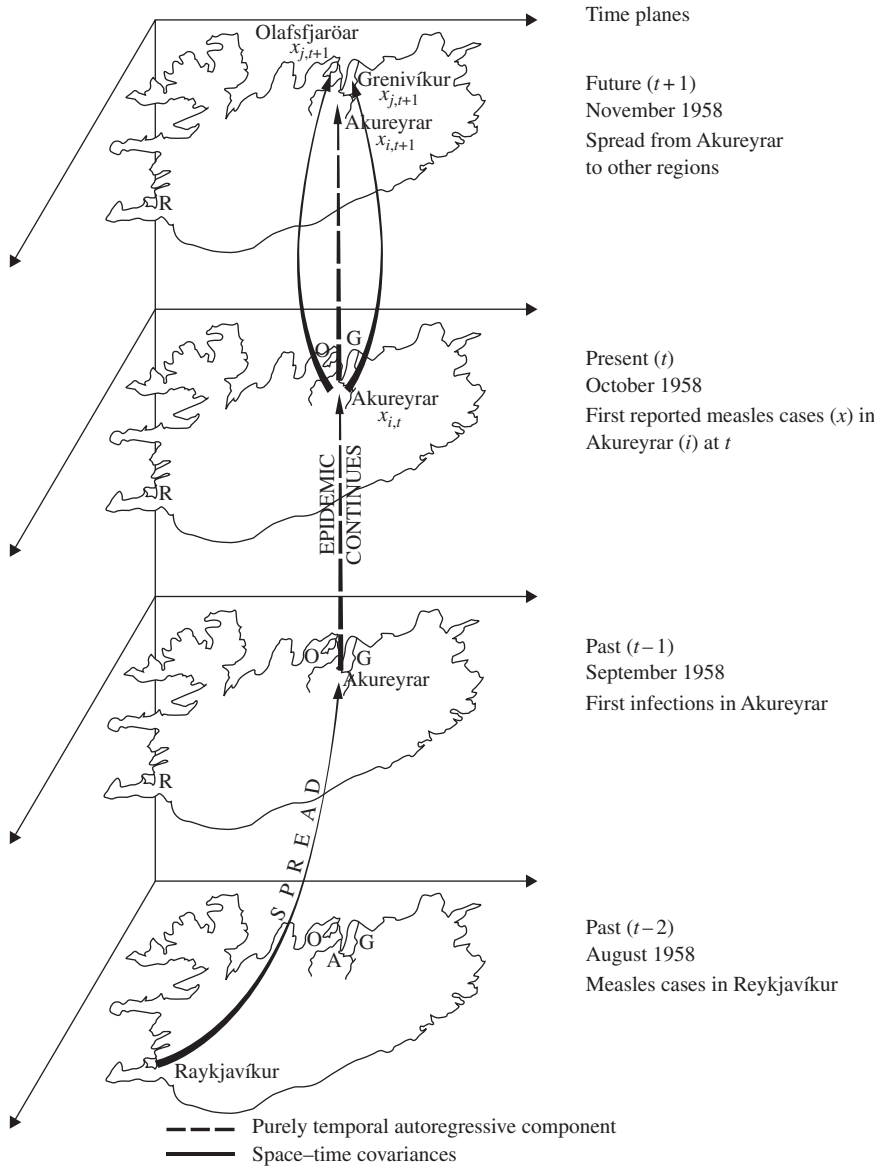 Time planes
Olafsfjaröar
x_{j,t+1}
Grenivíkur
x_{j,t+1}
Akureyrar
x_{i,t+1}
R
Future (t + 1)
November 1958
Spread from Akureyrar
to other regions
O
G
Akureyrar
x_{i,t}
R
EPIDEMIC
CONTINUES
Present (t)
October 1958
First reported measles cases (x) in
Akureyrar (i) at t
O
G
Akureyrar
R
Past (t – 1)
September 1958
First infections in Akureyrar
SPREAD
O
G
A
Raykjavíkur
Past (t – 2)
August 1958
Measles cases in Reykjavíkur
Purely temporal autoregressive component
Space–time covariances